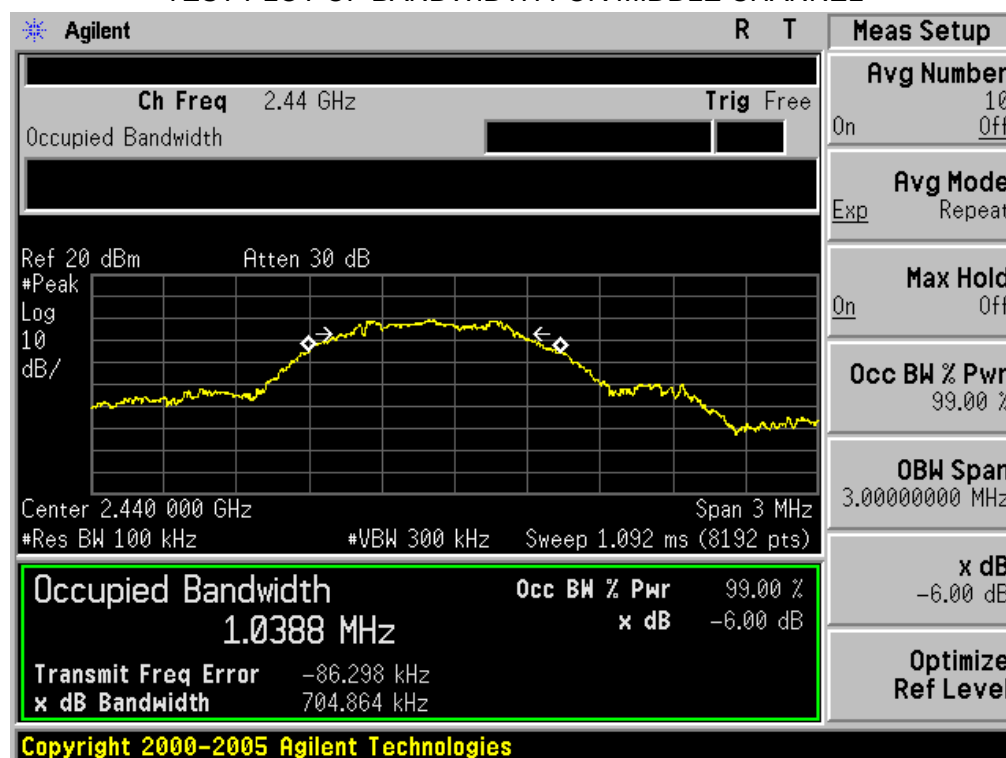 Agilent R T
Meas Setup
Ch Freq 2.44 GHz Trig Free
Occupied Bandwidth
Avg Number
10
On Off
Avg Mode
Exp Repeat
Max Hold
On Off
Occ BW % Pwr
99.00 %
OBW Span
3.00000000 MHz
x dB
-6.00 dB
Optimize
Ref Level
Ref 20 dBm Atten 30 dB
#Peak
Log
10
dB/
Center 2.440 000 GHz Span 3 MHz
#Res BW 100 kHz #VBW 300 kHz Sweep 1.092 ms (8192 pts)
Occupied Bandwidth Occ BW % Pwr 99.00 %
1.0388 MHz x dB -6.00 dB
Transmit Freq Error -86.298 kHz
x dB Bandwidth 704.864 kHz
Copyright 2000-2005 Agilent Technologies